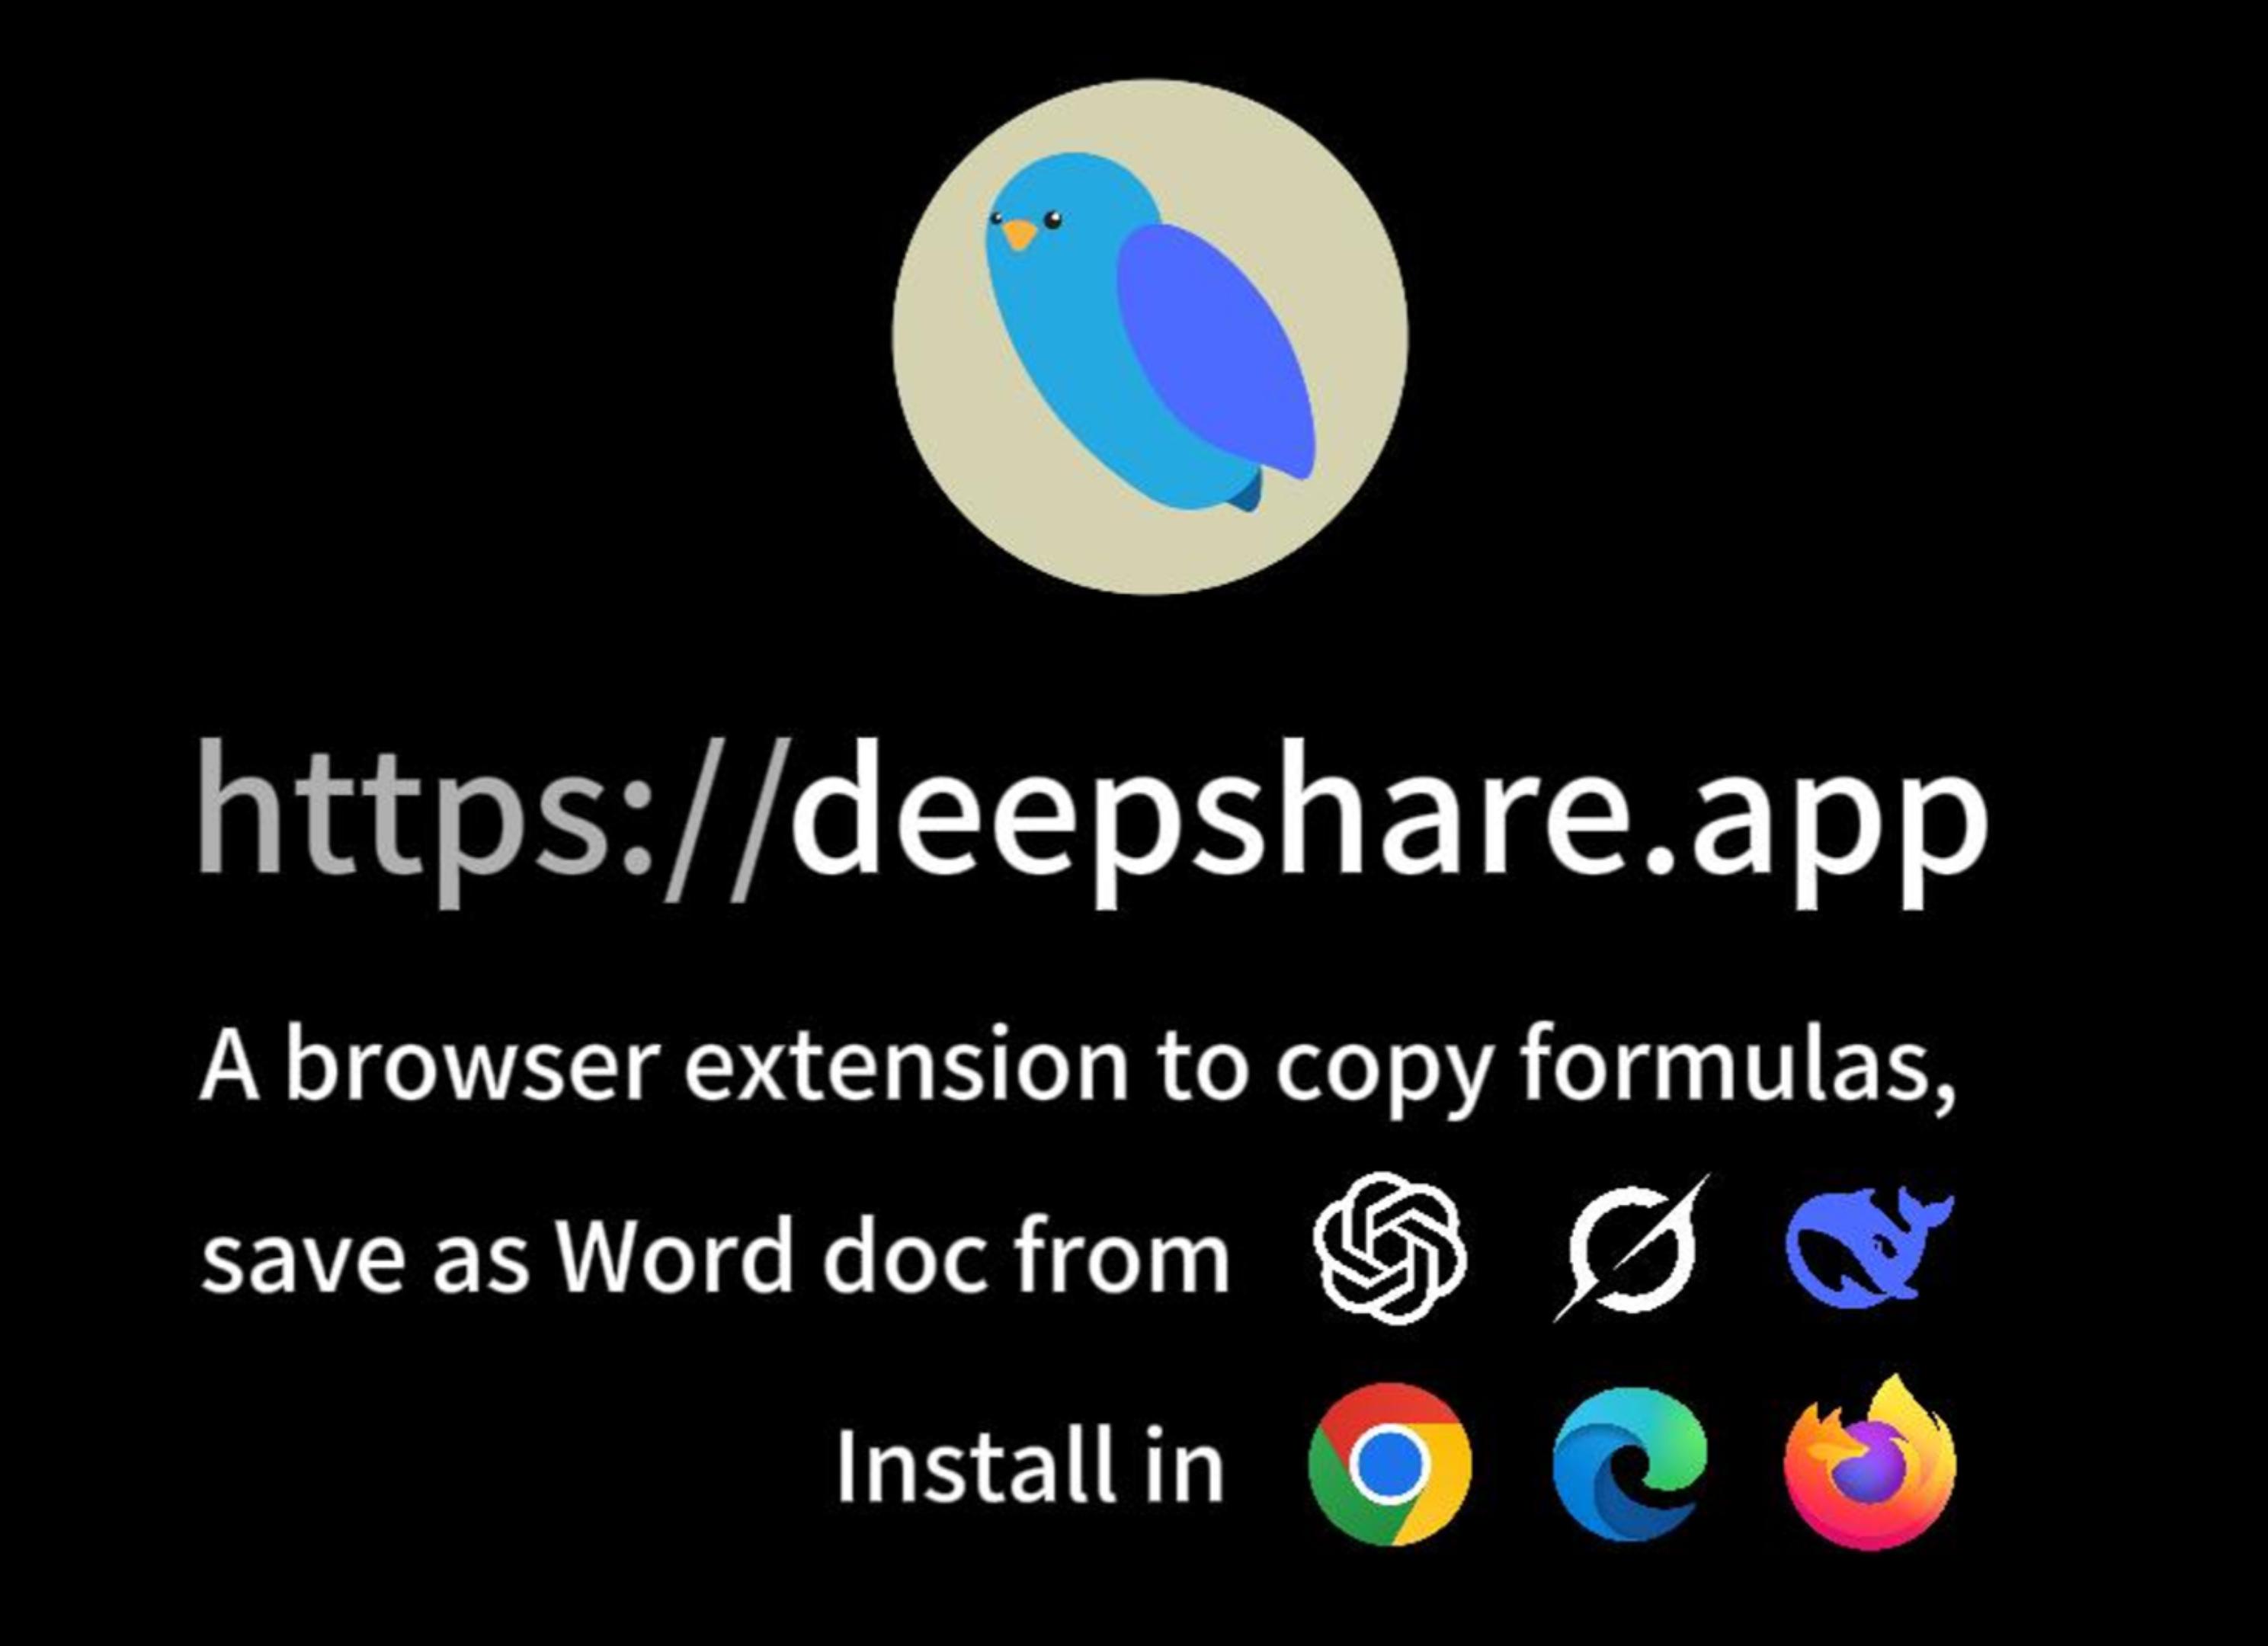 https://deepshare.app
A browser extension to copy formulas,
save as Word doc from
Install in